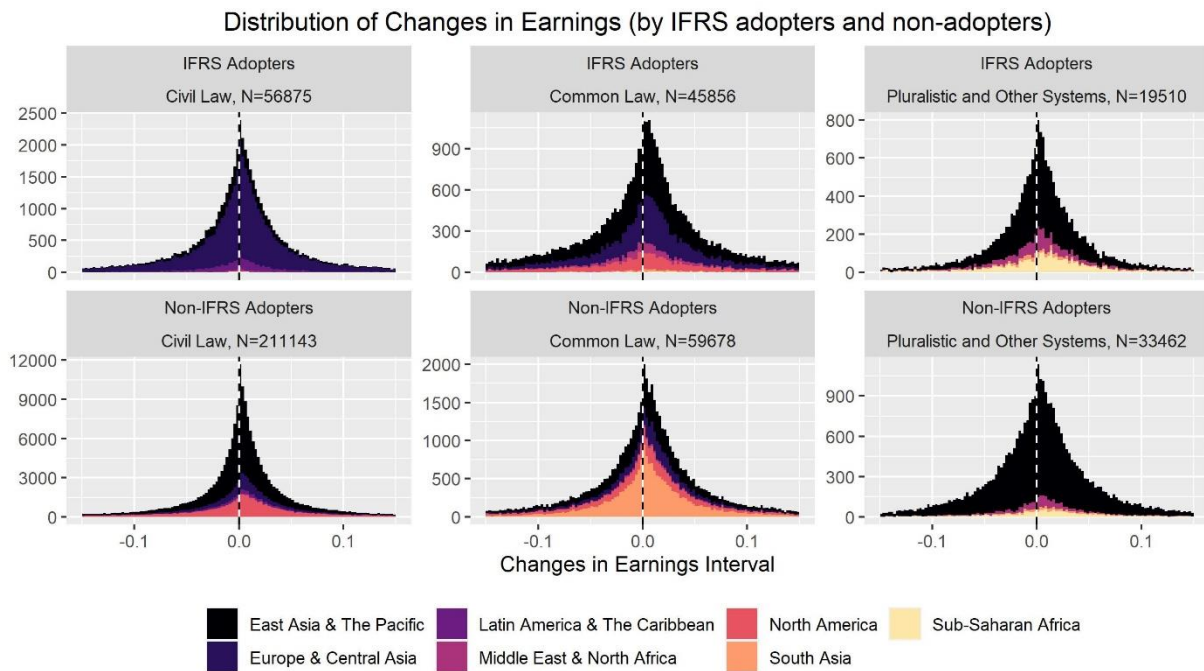 Distribution of Changes in Earnings (by IFRS adopters and non-adopters)
IFRS Adopters
Civil Law, N=56875
IFRS Adopters
Common Law, N=45856
IFRS Adopters
Pluralistic and Other Systems, N=19510
2500
2000
1500
1000
500
0
900
600
300
0
800
600
400
200
0
Non-IFRS Adopters
Civil Law, N=211143
Non-IFRS Adopters
Common Law, N=59678
Non-IFRS Adopters
Pluralistic and Other Systems, N=33462
12000
9000
6000
3000
0
2000
1500
1000
500
0
900
600
300
0
-0.1 0.0 0.1
-0.1 0.0 0.1
-0.1 0.0 0.1
Changes in Earnings Interval
East Asia & The Pacific
Latin America & The Caribbean
North America
Sub-Saharan Africa
Europe & Central Asia
Middle East & North Africa
South Asia